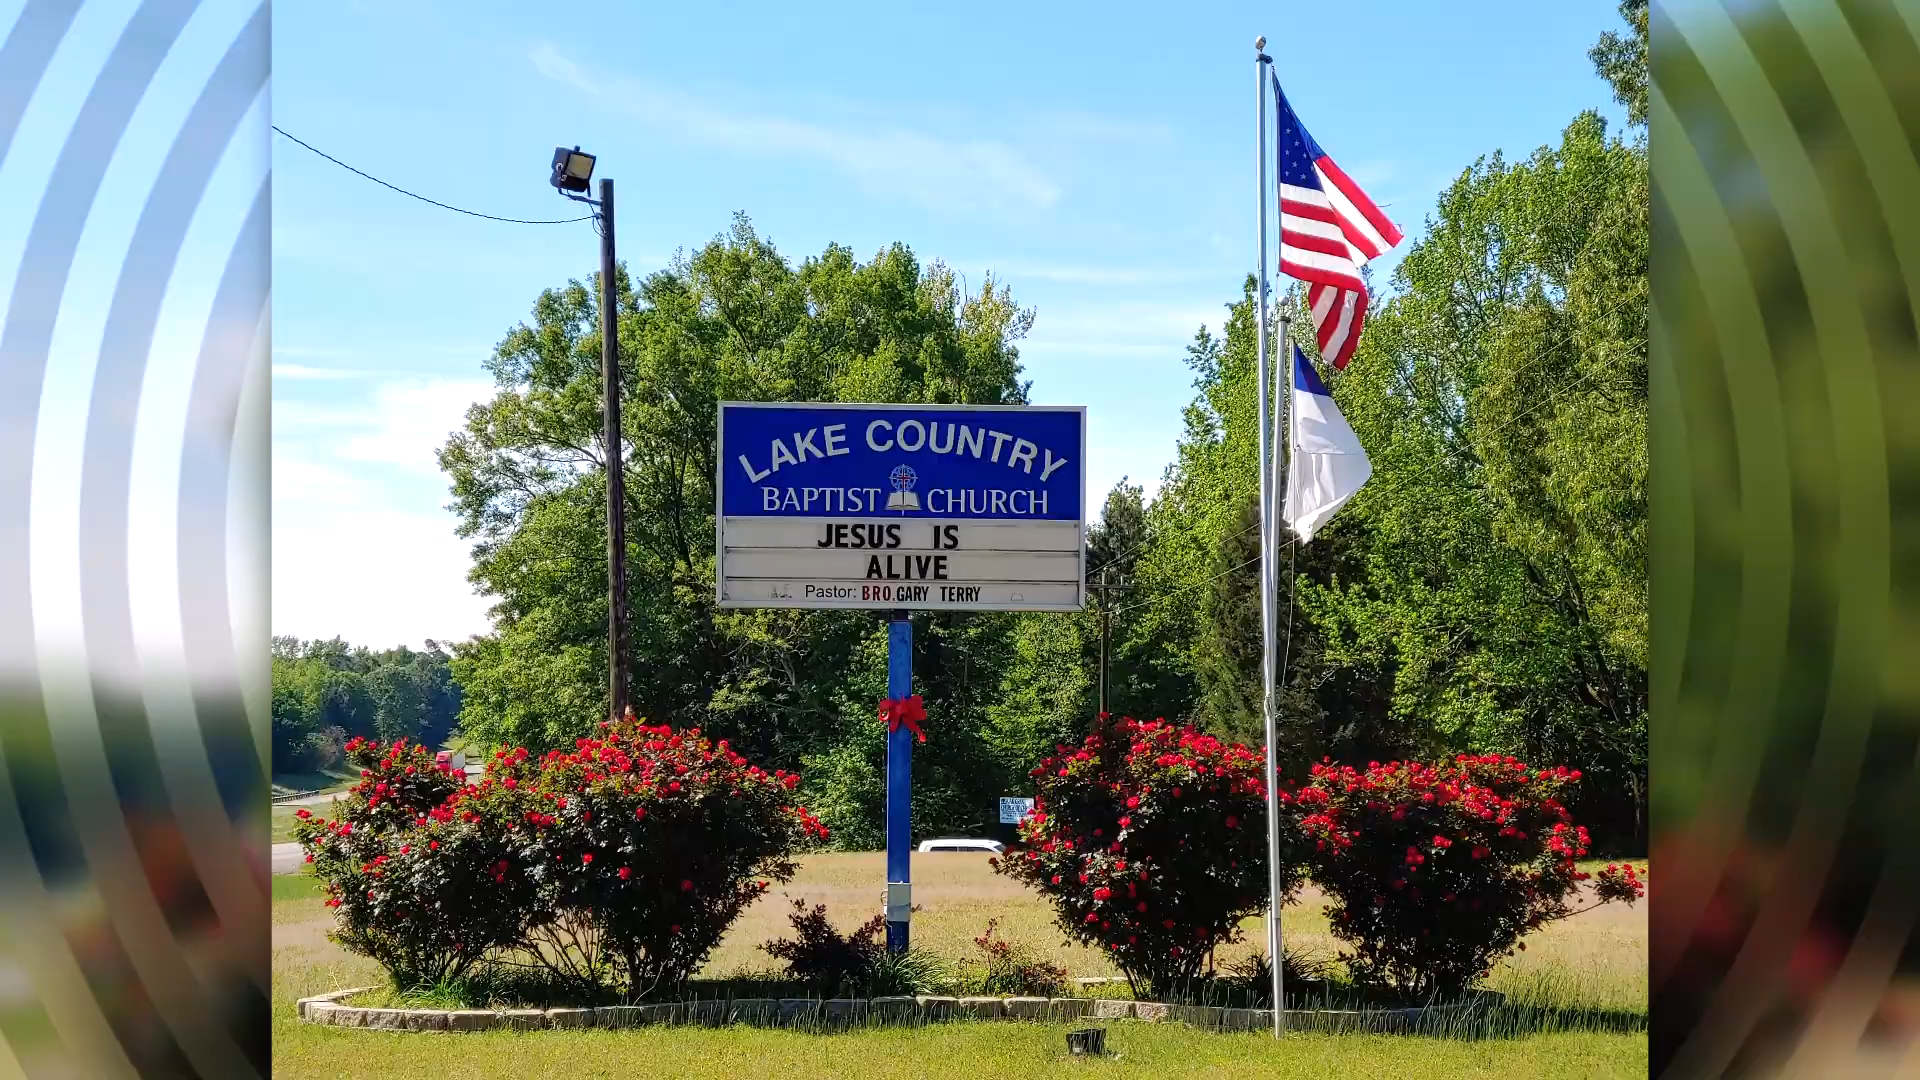 LAKE COUNTRY
BAPTIST CHURCH
JESUS IS
ALIVE
Pastor: BRO.GARY TERRY